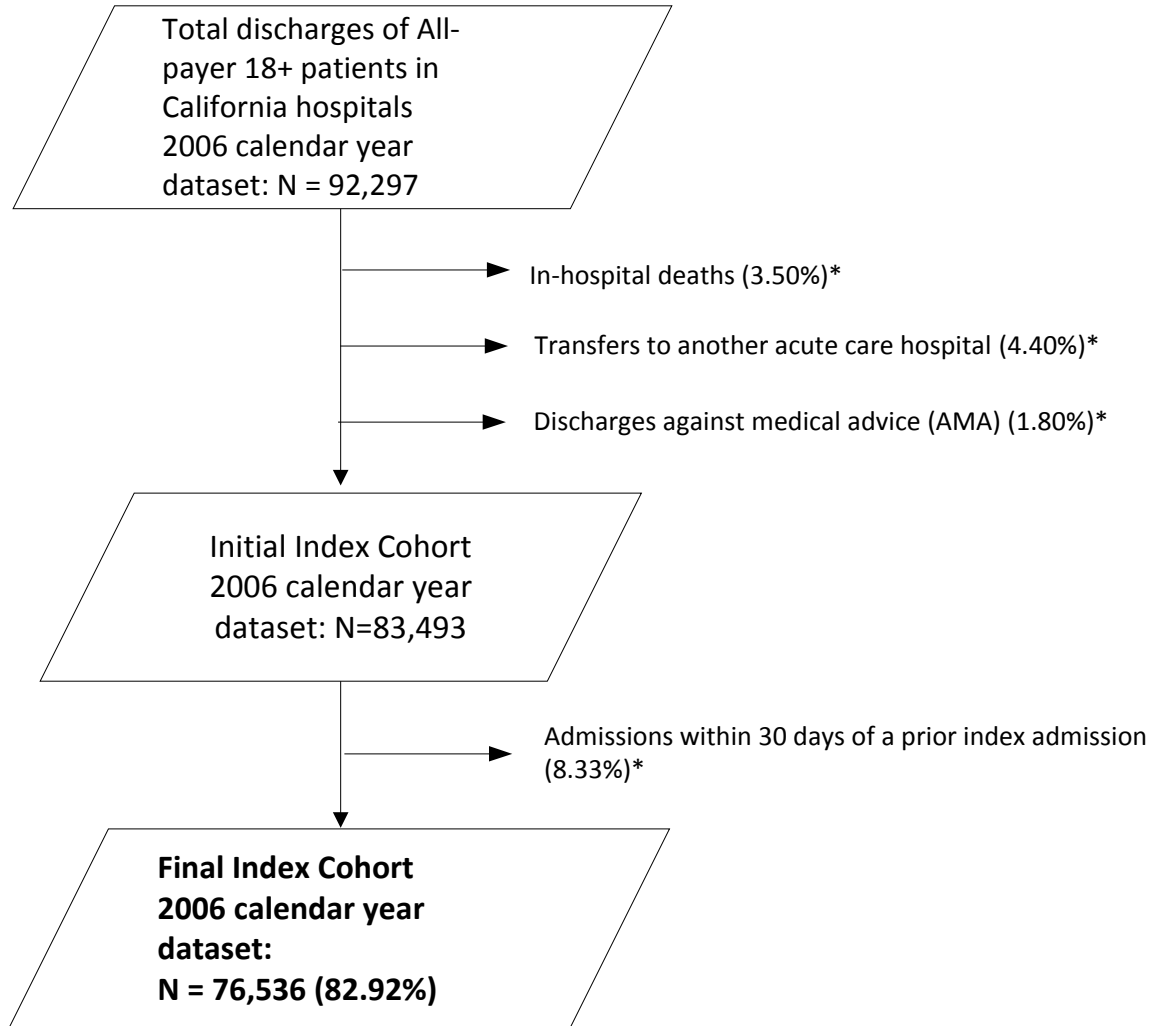 Total discharges of All-
payer 18+ patients in
California hospitals
2006 calendar year
dataset: N = 92,297
In-hospital deaths (3.50%)*
Transfers to another acute care hospital (4.40%)*
Discharges against medical advice (AMA) (1.80%)*
Initial Index Cohort
2006 calendar year
dataset: N=83,493
Admissions within 30 days of a prior index admission
(8.33%)*
Final Index Cohort
2006 calendar year
dataset:
N = 76,536 (82.92%)